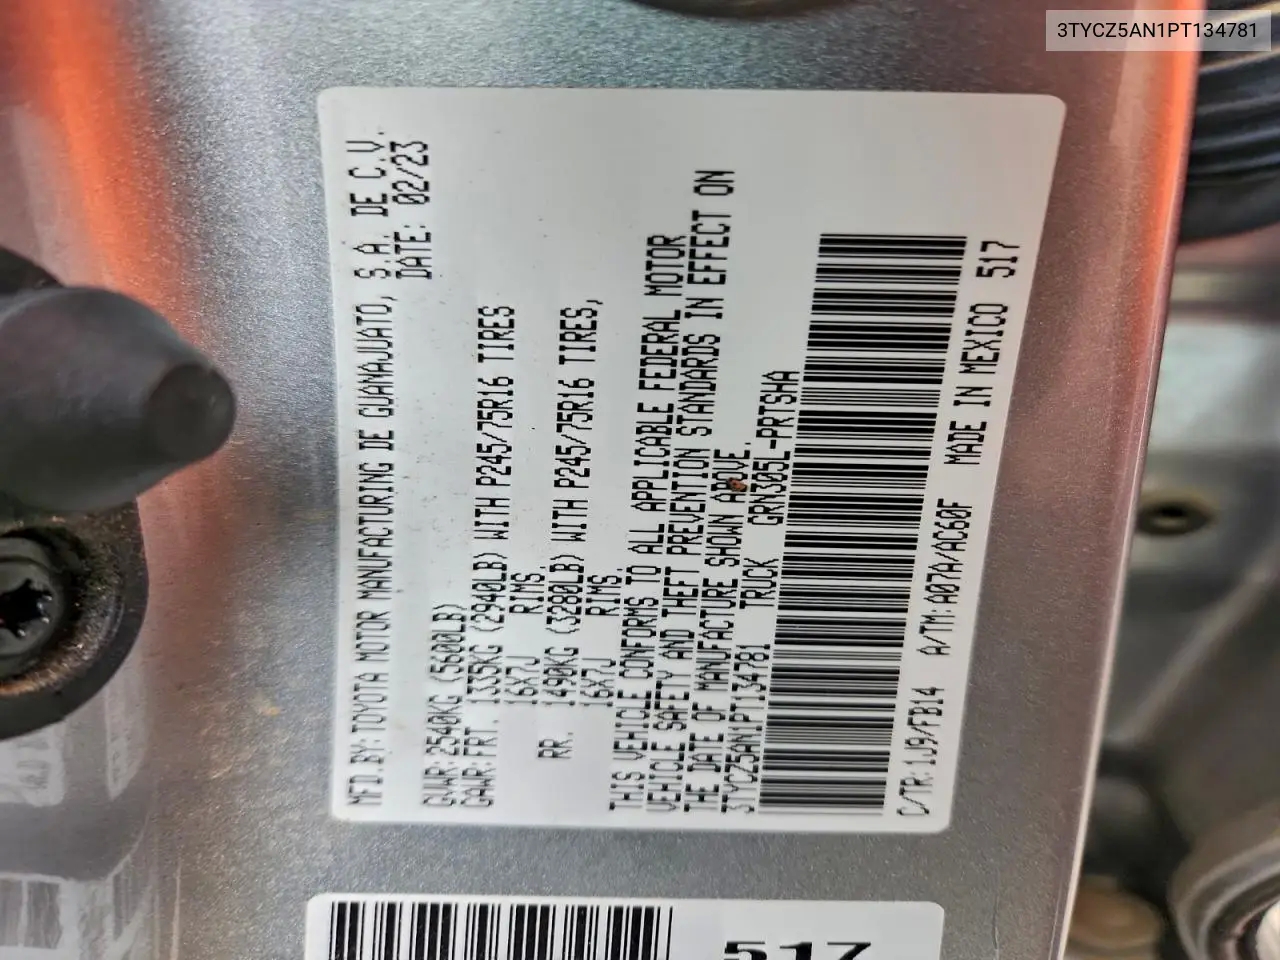 3TYCZ5AN1PT134781
MFD.BY:TOYOTA MOTOR MANUFACTURING DE GUANAJUATO, S.A. DE C.V.
DATE: 02/23
GVWR:2540KG (5600LB)
GAWR:FRT. 1335KG (2940LB) WITH P245/75R16 TIRES
16X7J RIMS,
RR. 1490KG (3280LB) WITH P245/75R16 TIRES,
16X7J RIMS,
THIS VEHICLE CONFORMS TO ALL APPLICABLE FEDERAL MOTOR
VEHICLE SAFETY AND THEFT PREVENTION STANDARDS IN EFFECT ON
THE DATE OF MANUFACTURE SHOWN ABOVE.
3TYCZ5AN1PT134781 TRUCK GRN305L-PRTSHA
C/TR:1J9/FB14 A/TM:A07A/AC60F MADE IN MEXICO 517
517